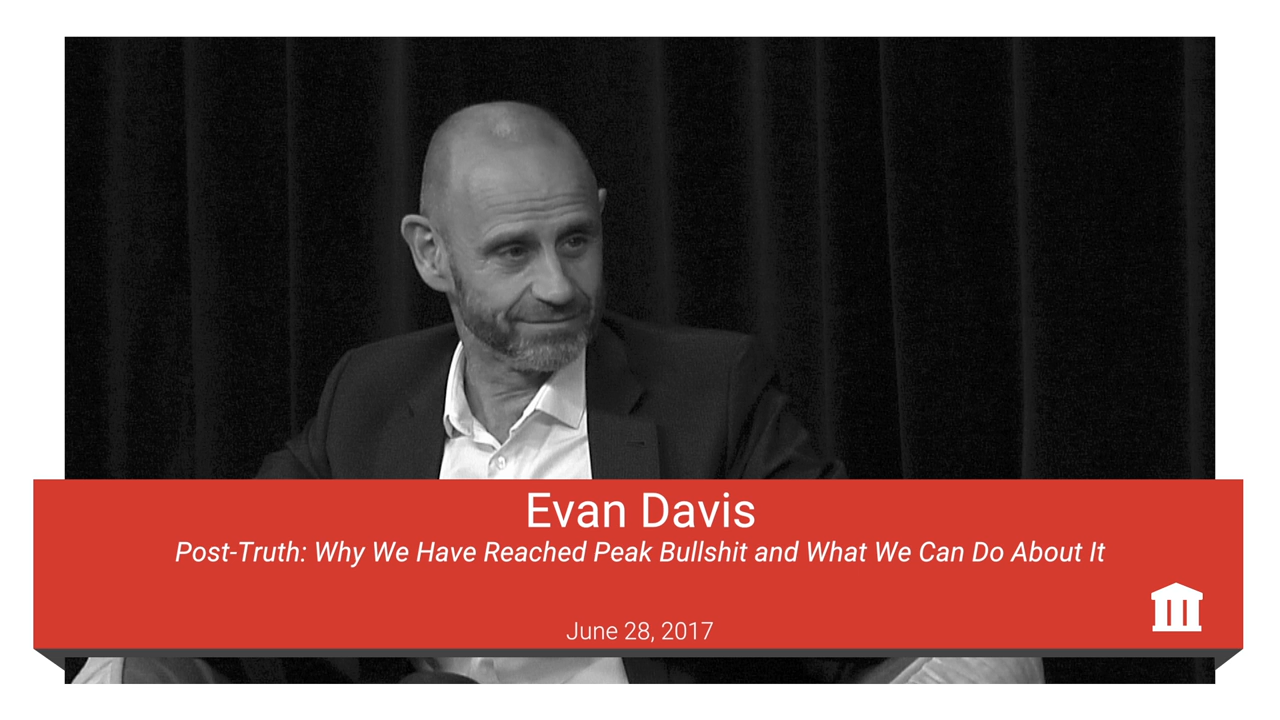 Evan Davis
Post-Truth: Why We Have Reached Peak Bullshit and What We Can Do About It
June 28, 2017